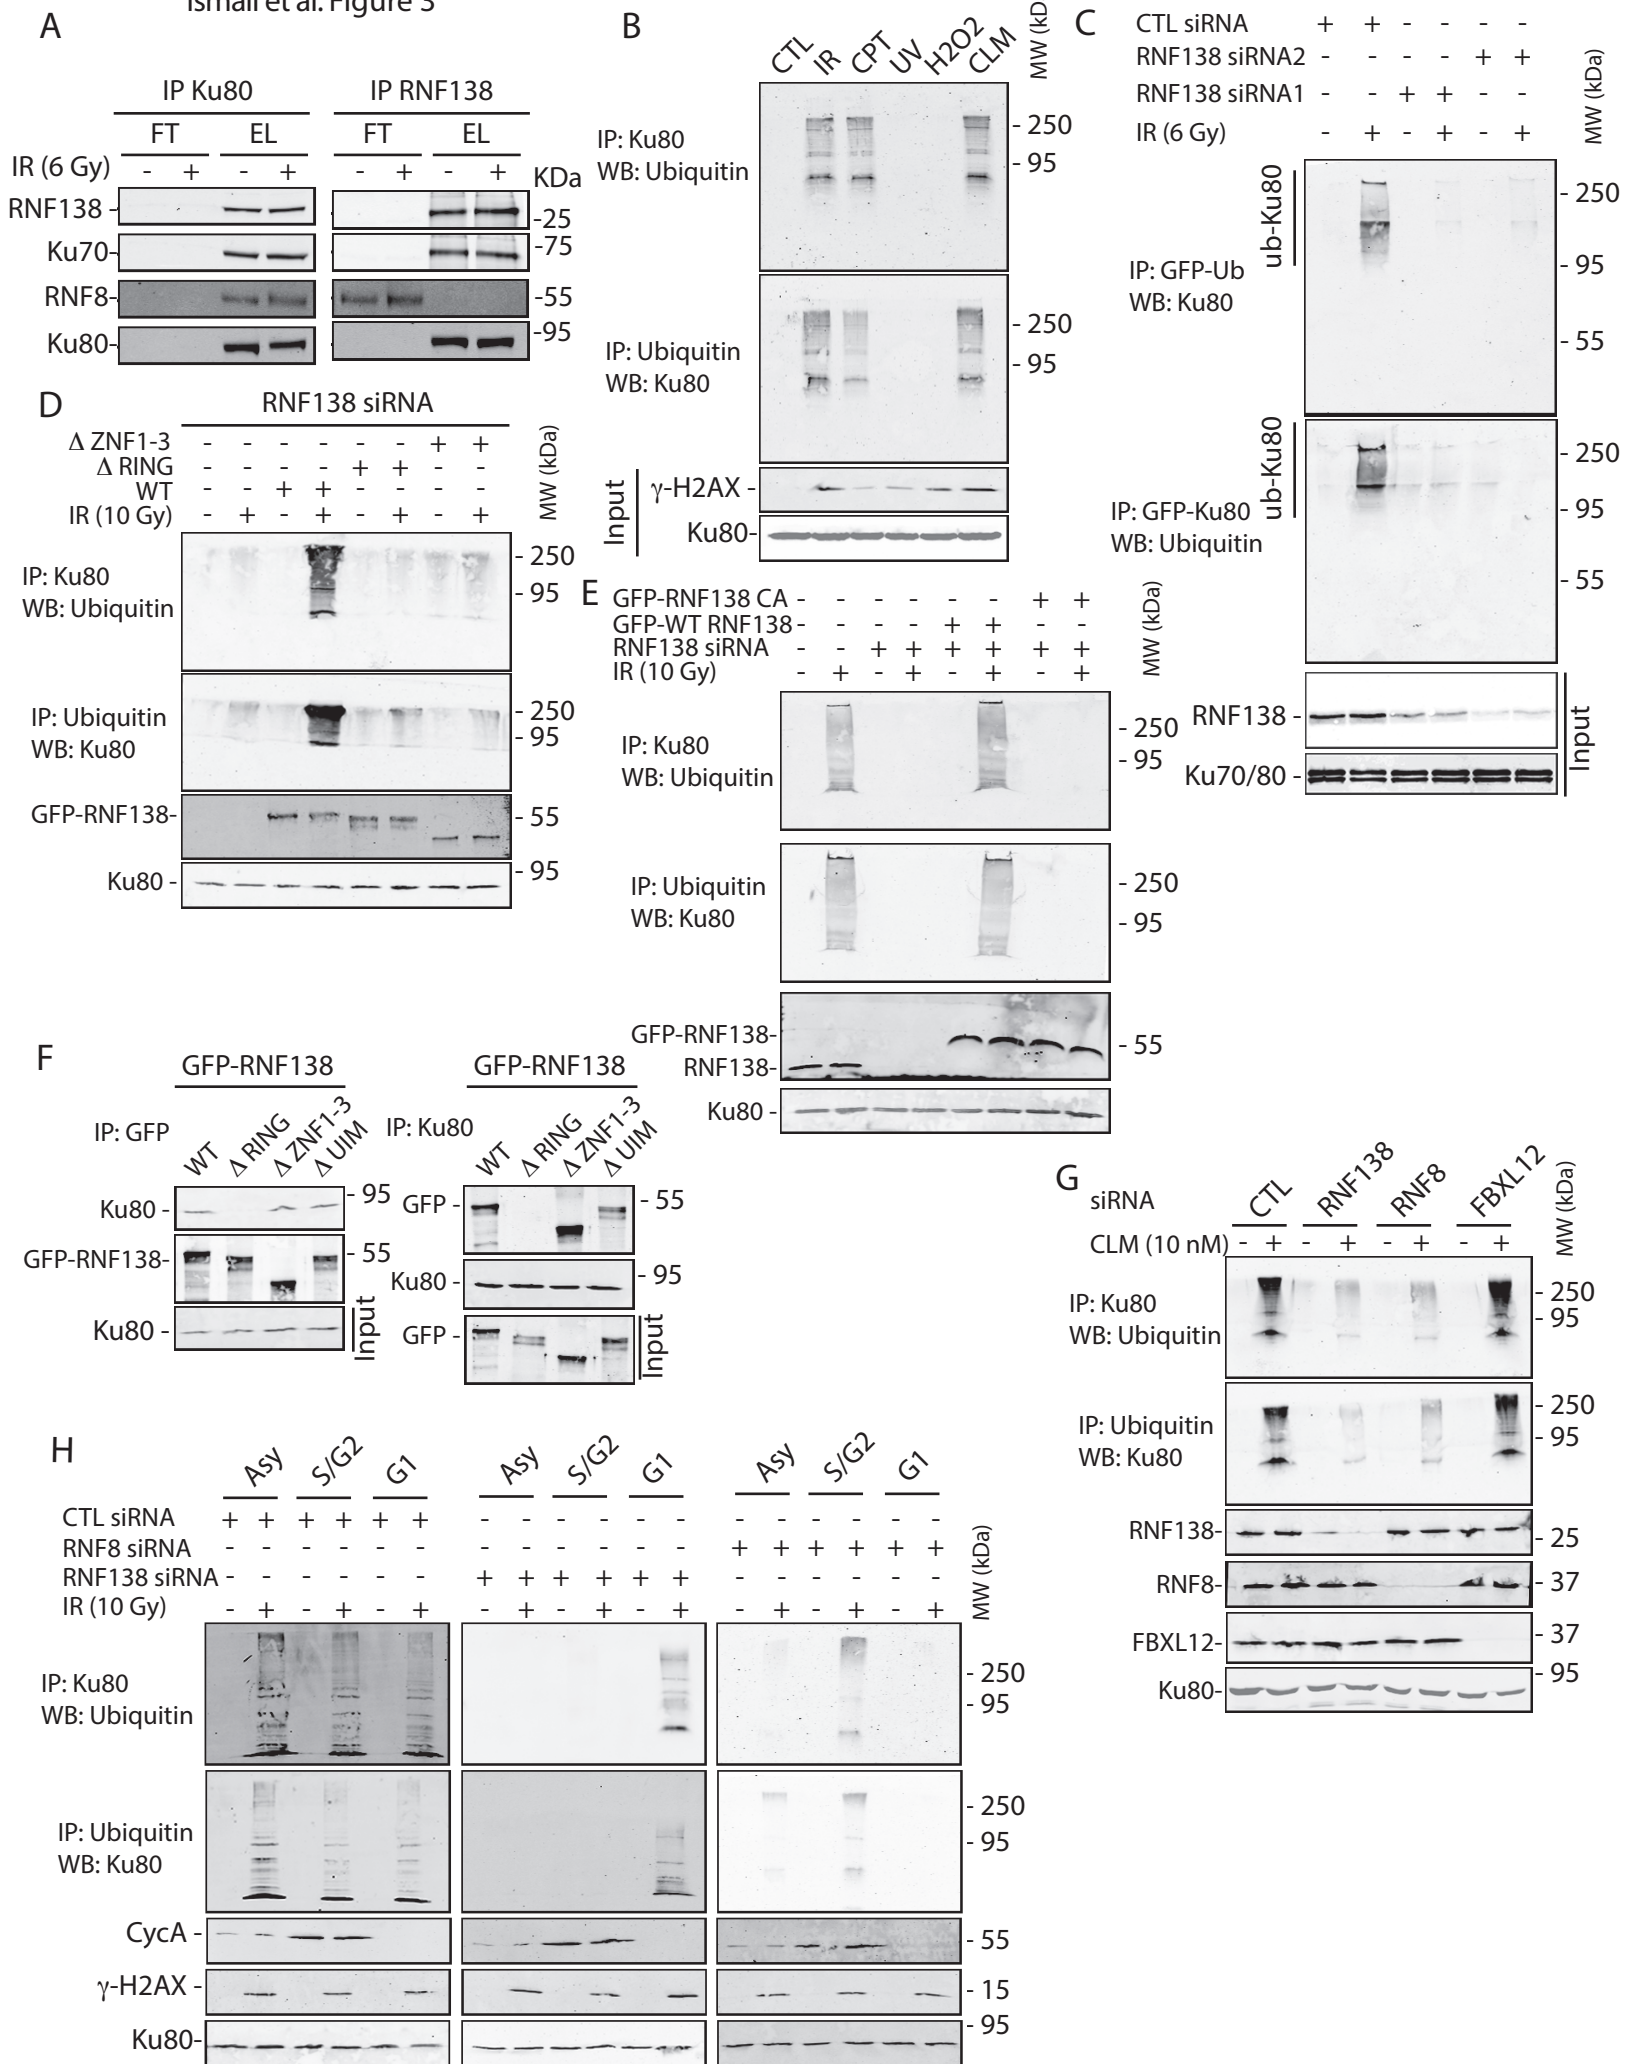 Ismail et al. Figure 3
A
IP Ku80 IP RNF138
FT EL FT EL
IR (6 Gy) - + - + - + - + KDa
RNF138 - -25
Ku70- -75
RNF8- -55
Ku80- -95
B
CTL IR CPT UV H2O2 CLM MW (kD
IP: Ku80
WB: Ubiquitin
- 250
- 95
IP: Ubiquitin
WB: Ku80
- 250
- 95
γ-H2AX -
Ku80-
Input
C
CTL siRNA + + - - - -
RNF138 siRNA2 - - - - + +
RNF138 siRNA1 - - + + - -
IR (6 Gy) - + - + - +
MW (kDa)
ub-Ku80
IP: GFP-Ub
WB: Ku80
- 250
- 95
- 55
ub-Ku80
IP: GFP-Ku80
WB: Ubiquitin
- 250
- 95
- 55
RNF138 -
Ku70/80 -
Input
D
RNF138 siRNA
Δ ZNF1-3 - - - - - - + +
Δ RING - - - - + + - -
WT - - + + - - - -
IR (10 Gy) - + - + - + - +
MW (kDa)
IP: Ku80
WB: Ubiquitin
- 250
- 95
IP: Ubiquitin
WB: Ku80
- 250
- 95
GFP-RNF138- - 55
Ku80 - - 95
E
GFP-RNF138 CA - - - - - - + +
GFP-WT RNF138 - - - - + + - -
RNF138 siRNA - - + + + + + +
IR (10 Gy) - + - + - + - +
MW (kDa)
IP: Ku80
WB: Ubiquitin
- 250
- 95
IP: Ubiquitin
WB: Ku80
- 250
- 95
GFP-RNF138- - 55
RNF138-
Ku80 -
F
GFP-RNF138
IP: GFP
WT Δ RING Δ ZNF1-3 Δ UIM
Ku80 - - 95
GFP-RNF138- - 55
Ku80 -
Input
GFP-RNF138
IP: Ku80
WT Δ RING Δ ZNF1-3 Δ UIM
GFP - - 55
Ku80 - - 95
GFP -
Input
G
siRNA CTL RNF138 RNF8 FBXL12
CLM (10 nM) - + - + - + - +
MW (kDa)
IP: Ku80
WB: Ubiquitin
- 250
- 95
IP: Ubiquitin
WB: Ku80
- 250
- 95
RNF138- - 25
RNF8- - 37
FBXL12- - 37
Ku80- - 95
H
Asy S/G2 G1 Asy S/G2 G1 Asy S/G2 G1
CTL siRNA + + + + + + - - - - - - - - - - - -
RNF8 siRNA - - - - - - - - - - - - + + + + + +
RNF138 siRNA - - - - - - + + + + + + - - - - - -
IR (10 Gy) - + - + - + - + - + - + - + - + - +
MW (kDa)
IP: Ku80
WB: Ubiquitin
- 250
- 95
IP: Ubiquitin
WB: Ku80
- 250
- 95
CycA - - 55
γ-H2AX - - 15
Ku80- - 95